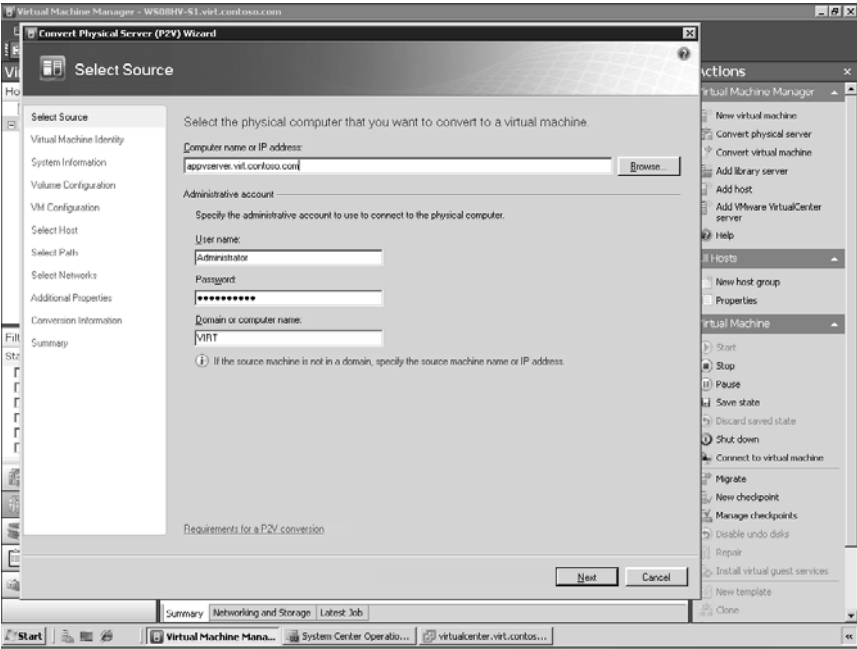 Virtual Machine Manager - WS08HV-S1.virt.contoso.com
Convert Physical Server (P2V) Wizard
Select Source
Select Source
Virtual Machine Identity
System Information
Volume Configuration
VM Configuration
Select Host
Select Path
Select Networks
Additional Properties
Conversion Information
Summary
Select the physical computer that you want to convert to a virtual machine.
Computer name or IP address:
appvserver.virt.contoso.com
Browse...
Administrative account
Specify the administrative account to use to connect to the physical computer.
User name:
Administrator
Password:
Domain or computer name:
VIRT
If the source machine is not in a domain, specify the source machine name or IP address.
Requirements for a P2V conversion
Next
Cancel
Vi
Ho
Filt
Sta
ctions
irtual Machine Manager
New virtual machine
Convert physical server
Convert virtual machine
Add library server
Add host
Add VMware VirtualCenter
server
Help
ll Hosts
New host group
Properties
irtual Machine
Start
Stop
Pause
Save state
Discard saved state
Shut down
Connect to virtual machine
Migrate
New checkpoint
Manage checkpoints
Disable undo disks
Repair
Install virtual guest services
New template
Clone
Summary
Networking and Storage
Latest Job
Start
Virtual Machine Mana...
System Center Operatio...
virtualcenter.virt.contos...